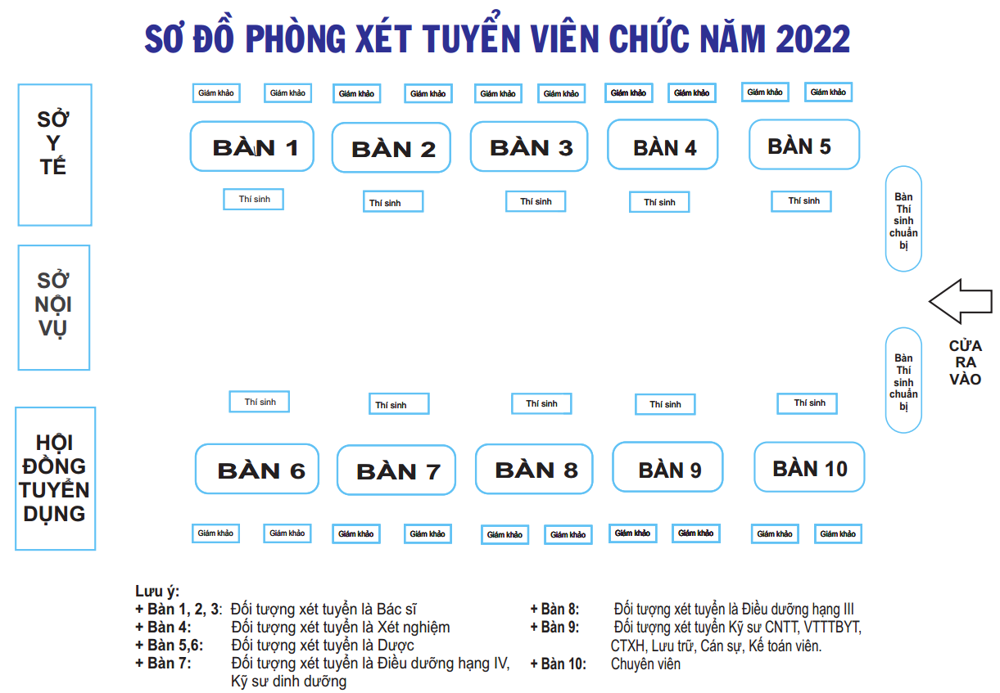 SƠ ĐỒ PHÒNG XÉT TUYỂN VIÊN CHỨC NĂM 2022
Giám khảo Giám khảo Giám khảo Giám khảo Giám khảo Giám khảo Giám khảo Giám khảo Giám khảo Giám khảo
SỞ
Y
TẾ
BÀN 1 BÀN 2 BÀN 3 BÀN 4 BÀN 5
Thí sinh Thí sinh Thí sinh Thí sinh Thí sinh
Bàn
Thí
sinh
chuẩn
bị
SỞ
NỘI
VỤ
CỬA
RA
VÀO
Bàn
Thí
sinh
chuẩn
bị
Thí sinh Thí sinh Thí sinh Thí sinh Thí sinh
HỘI
ĐỒNG
TUYỂN
DỤNG
BÀN 6 BÀN 7 BÀN 8 BÀN 9 BÀN 10
Giám khảo Giám khảo Giám khảo Giám khảo Giám khảo Giám khảo Giám khảo Giám khảo Giám khảo Giám khảo
Lưu ý:
+ Bàn 1, 2, 3: Đối tượng xét tuyển là Bác sĩ
+ Bàn 4: Đối tượng xét tuyển là Xét nghiệm
+ Bàn 5,6: Đối tượng xét tuyển là Dược
+ Bàn 7: Đối tượng xét tuyển là Điều dưỡng hạng IV,
Kỹ sư dinh dưỡng
+ Bàn 8: Đối tượng xét tuyển là Điều dưỡng hạng III
+ Bàn 9: Đối tượng xét tuyển Kỹ sư CNTT, VTTTBYT,
CTXH, Lưu trữ, Cán sự, Kế toán viên.
+ Bàn 10: Chuyên viên